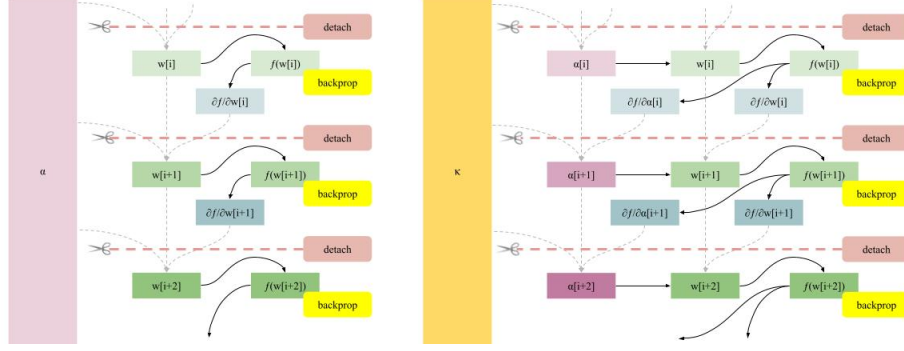 detach
w[i]
f(w[i])
backprop
∂f/∂w[i]
detach
α
w[i+1]
f(w[i+1])
backprop
∂f/∂w[i+1]
detach
w[i+2]
f(w[i+2])
backprop
detach
α[i]
w[i]
f(w[i])
backprop
∂f/∂α[i]
∂f/∂w[i]
detach
κ
α[i+1]
w[i+1]
f(w[i+1])
backprop
∂f/∂α[i+1]
∂f/∂w[i+1]
detach
α[i+2]
w[i+2]
f(w[i+2])
backprop